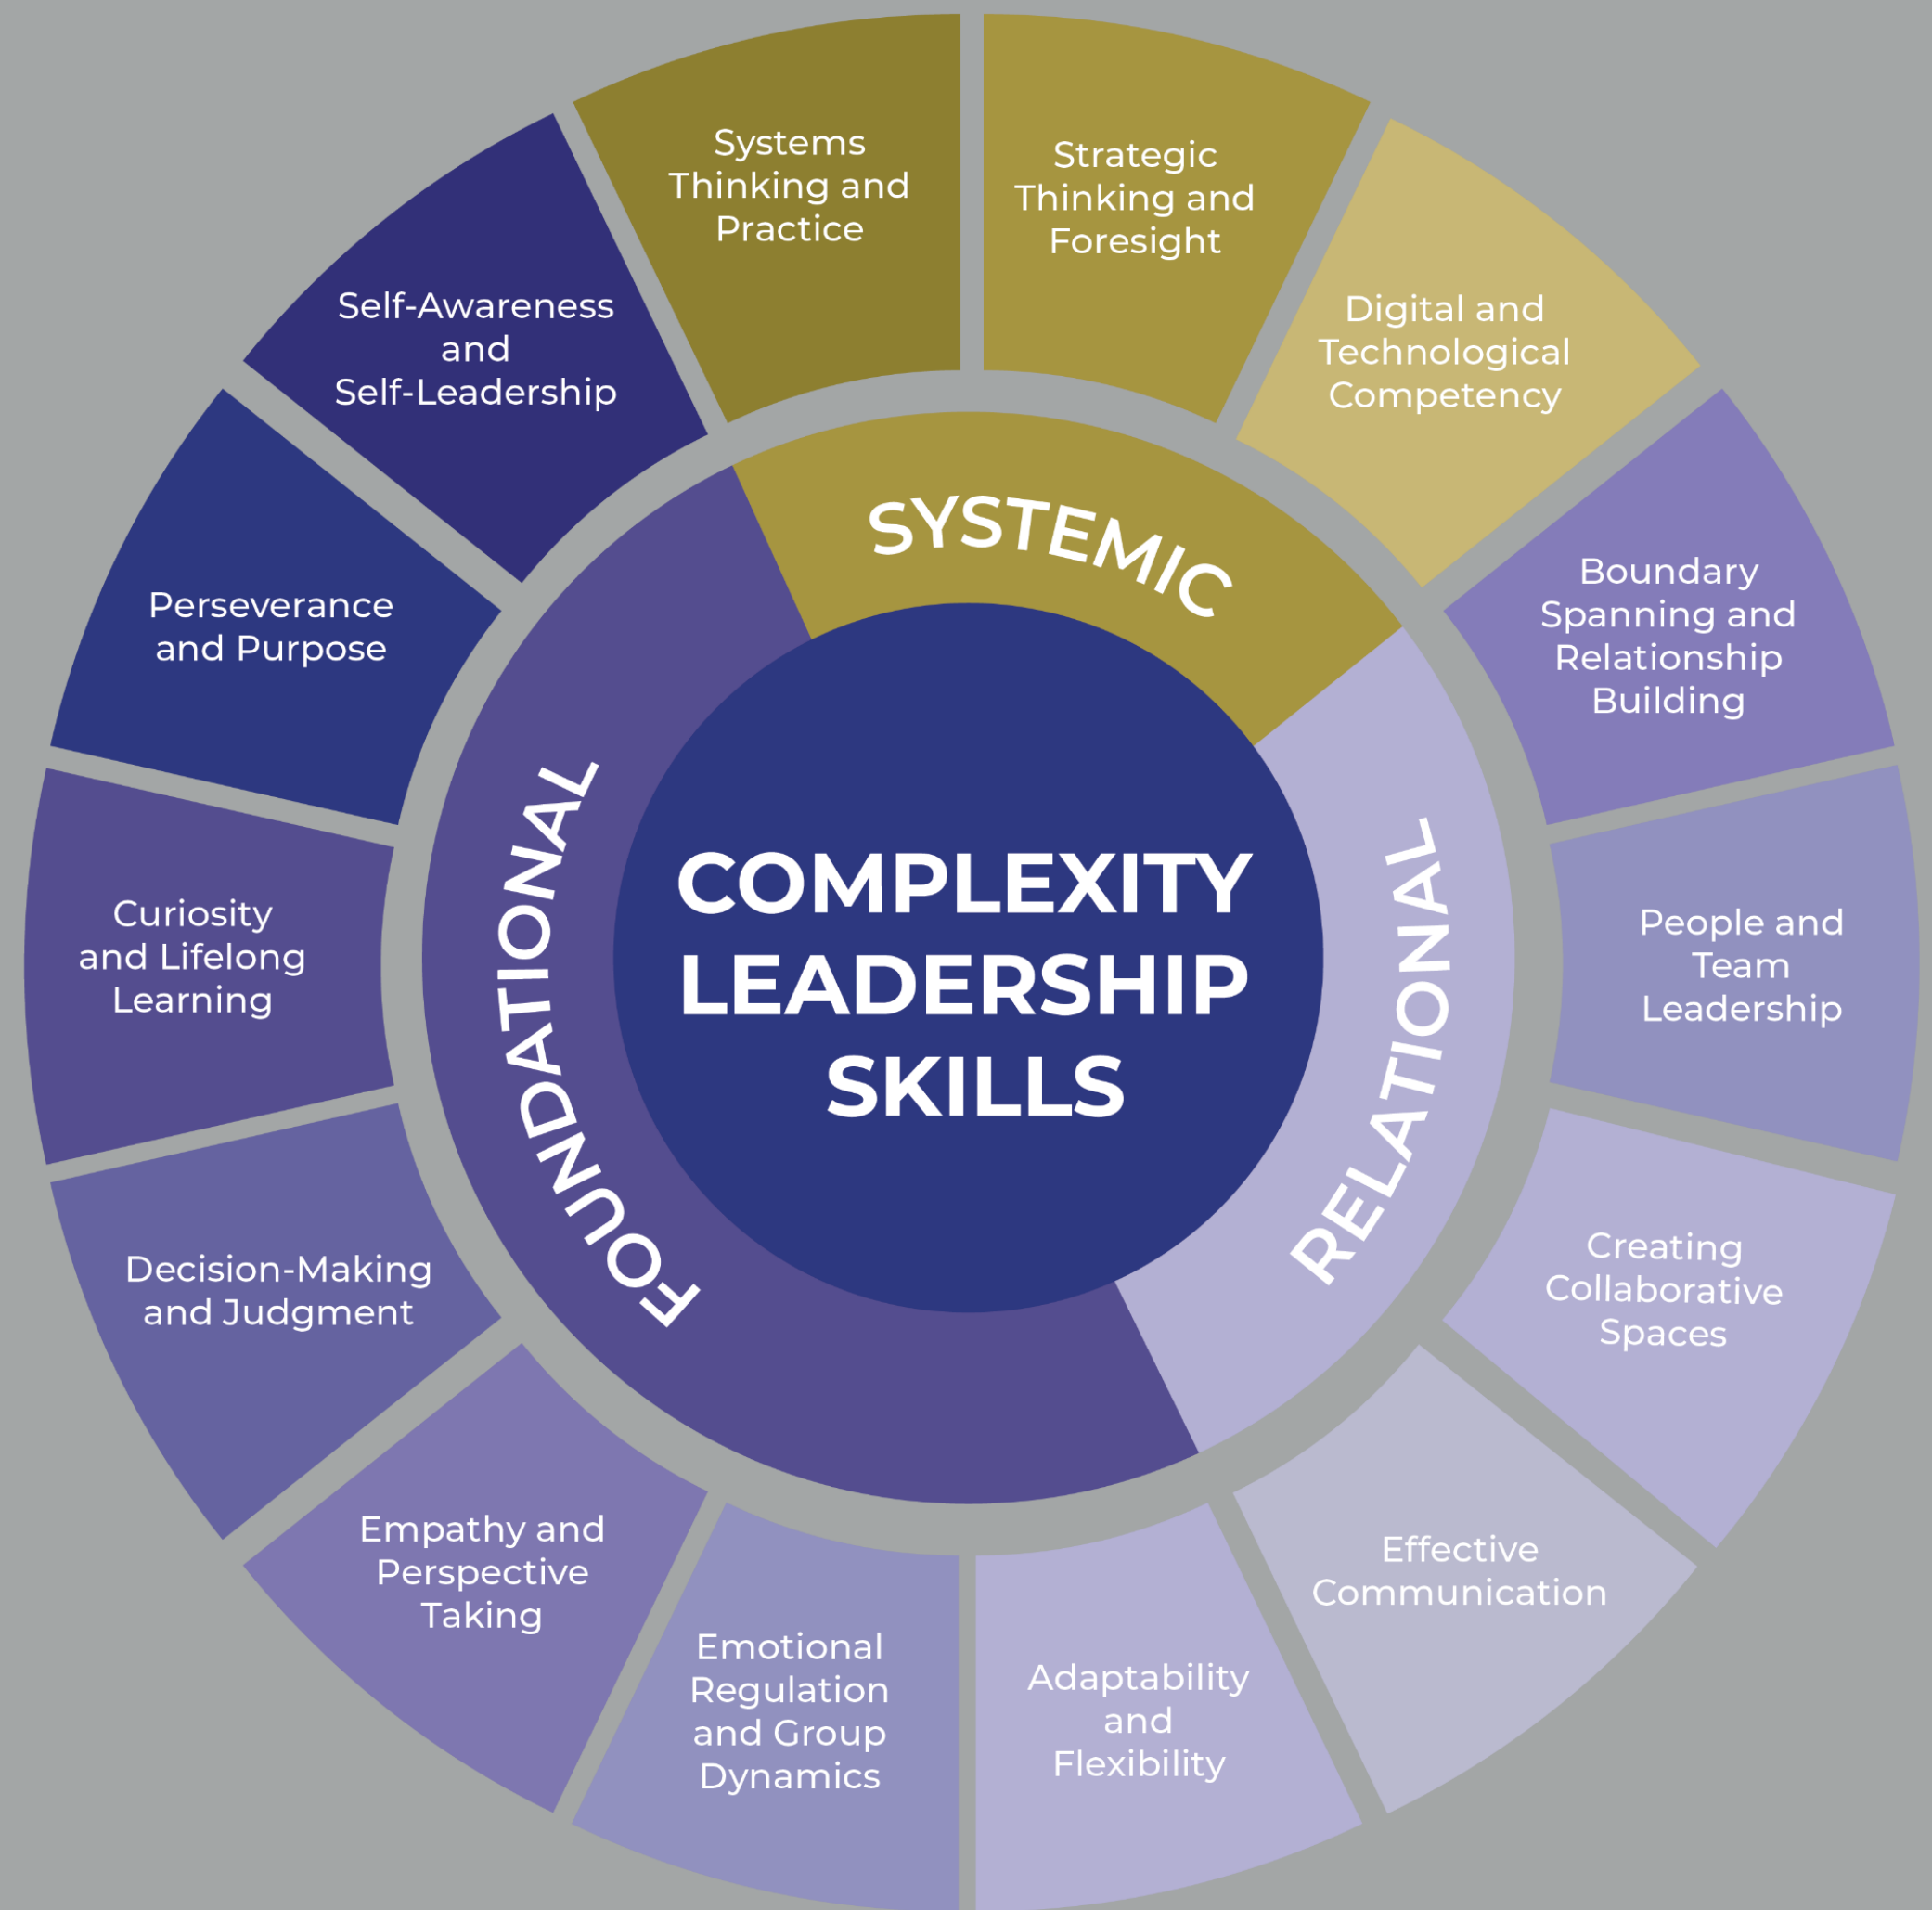 COMPLEXITY
LEADERSHIP
SKILLS
SYSTEMIC
RELATIONAL
FOUNDATIONAL
Systems
Thinking and
Practice
Strategic
Thinking and
Foresight
Digital and
Technological
Competency
Boundary
Spanning and
Relationship
Building
People and
Team
Leadership
Creating
Collaborative
Spaces
Effective
Communication
Adaptability
and
Flexibility
Emotional
Regulation
and Group
Dynamics
Empathy and
Perspective
Taking
Decision-Making
and Judgment
Curiosity
and Lifelong
Learning
Perseverance
and Purpose
Self-Awareness
and
Self-Leadership